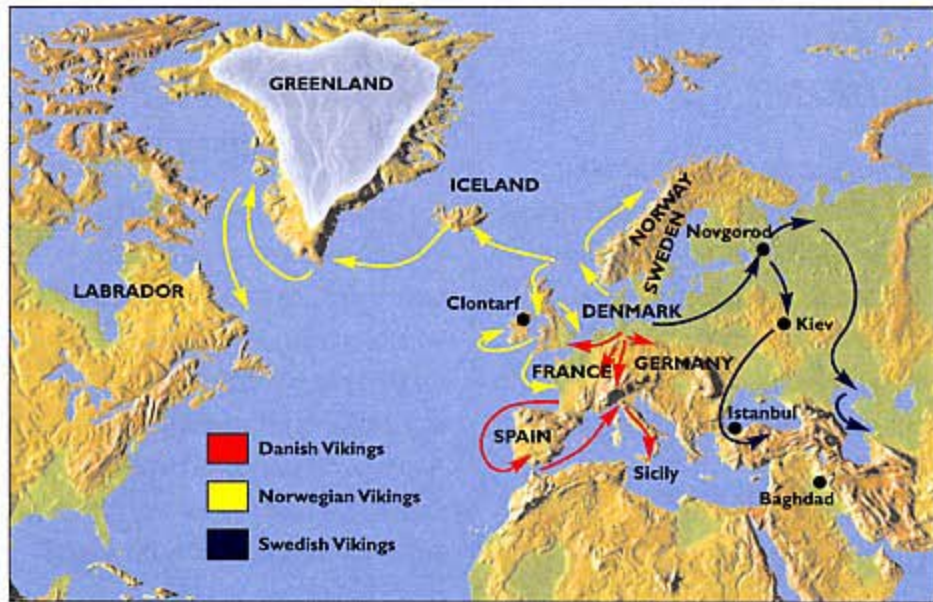 GREENLAND
ICELAND
NORWAY
SWEDEN
Novgorod
LABRADOR
Clontarf
DENMARK
Kiev
FRANCE
GERMANY
Istanbul
SPAIN
Sicily
Baghdad
Danish Vikings
Norwegian Vikings
Swedish Vikings